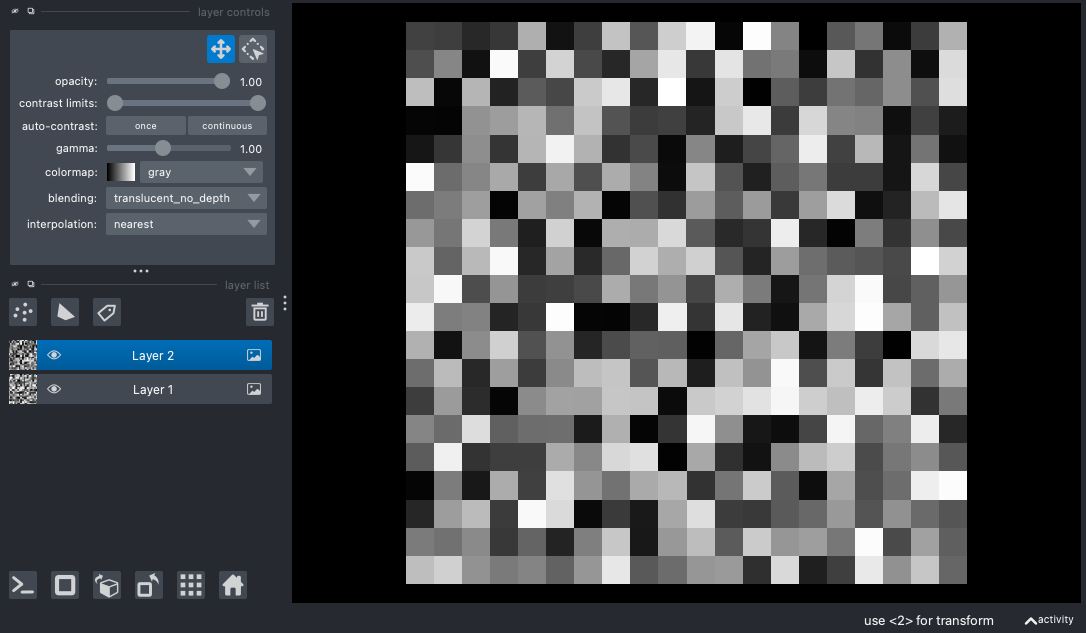 layer controls
opacity: 1.00
contrast limits:
auto-contrast: once continuous
gamma: 1.00
colormap: gray
blending: translucent_no_depth
interpolation: nearest
layer list
Layer 2
Layer 1
use <2> for transform activity